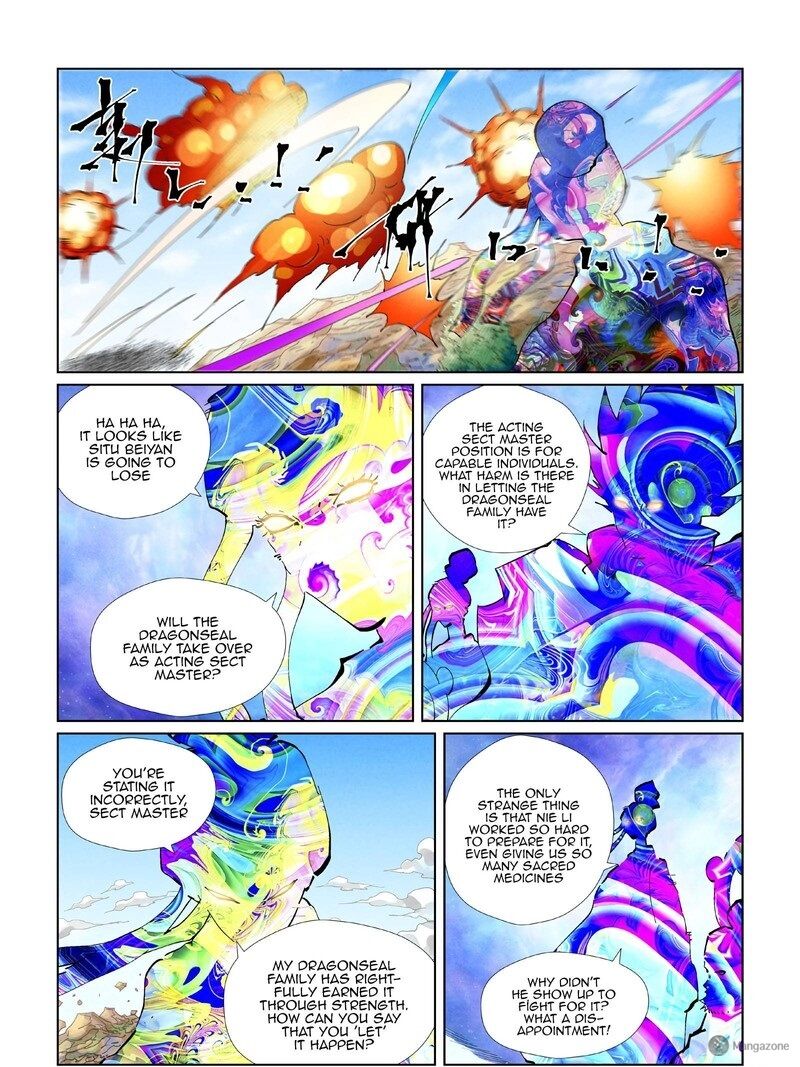 HA HA HA,
IT LOOKS LIKE
SITU BEIYAN
IS GOING TO
LOSE
WILL THE
DRAGONSEAL
FAMILY TAKE OVER
AS ACTING SECT
MASTER?
THE ACTING
SECT MASTER
POSITION IS FOR
CAPABLE INDIVIDUALS.
WHAT HARM IS THERE
IN LETTING THE
DRAGONSEAL
FAMILY HAVE
IT?
YOU'RE
STATING IT
INCORRECTLY,
SECT MASTER
MY DRAGONSEAL
FAMILY HAS RIGHT-
FULLY EARNED IT
THROUGH STRENGTH.
HOW CAN YOU SAY
THAT YOU 'LET'
IT HAPPEN?
THE ONLY
STRANGE THING
IS THAT NIE LI
WORKED SO HARD
TO PREPARE FOR IT,
EVEN GIVING US SO
MANY SACRED
MEDICINES
WHY DIDN'T
HE SHOW UP TO
FIGHT FOR IT?
WHAT A DIS-
APPOINTMENT!
Mangazone